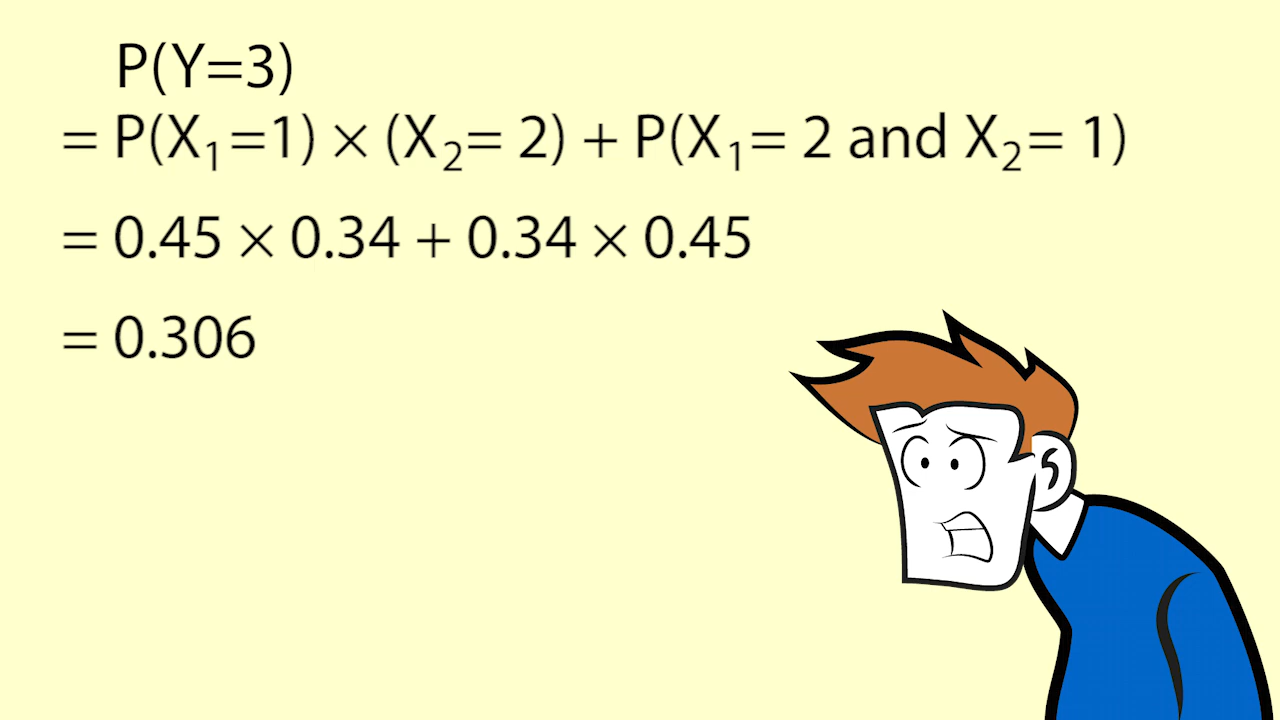 P(Y=3)
= P(X₁=1) × (X₂= 2) + P(X₁= 2 and X₂= 1)
= 0.45 × 0.34 + 0.34 × 0.45
= 0.306